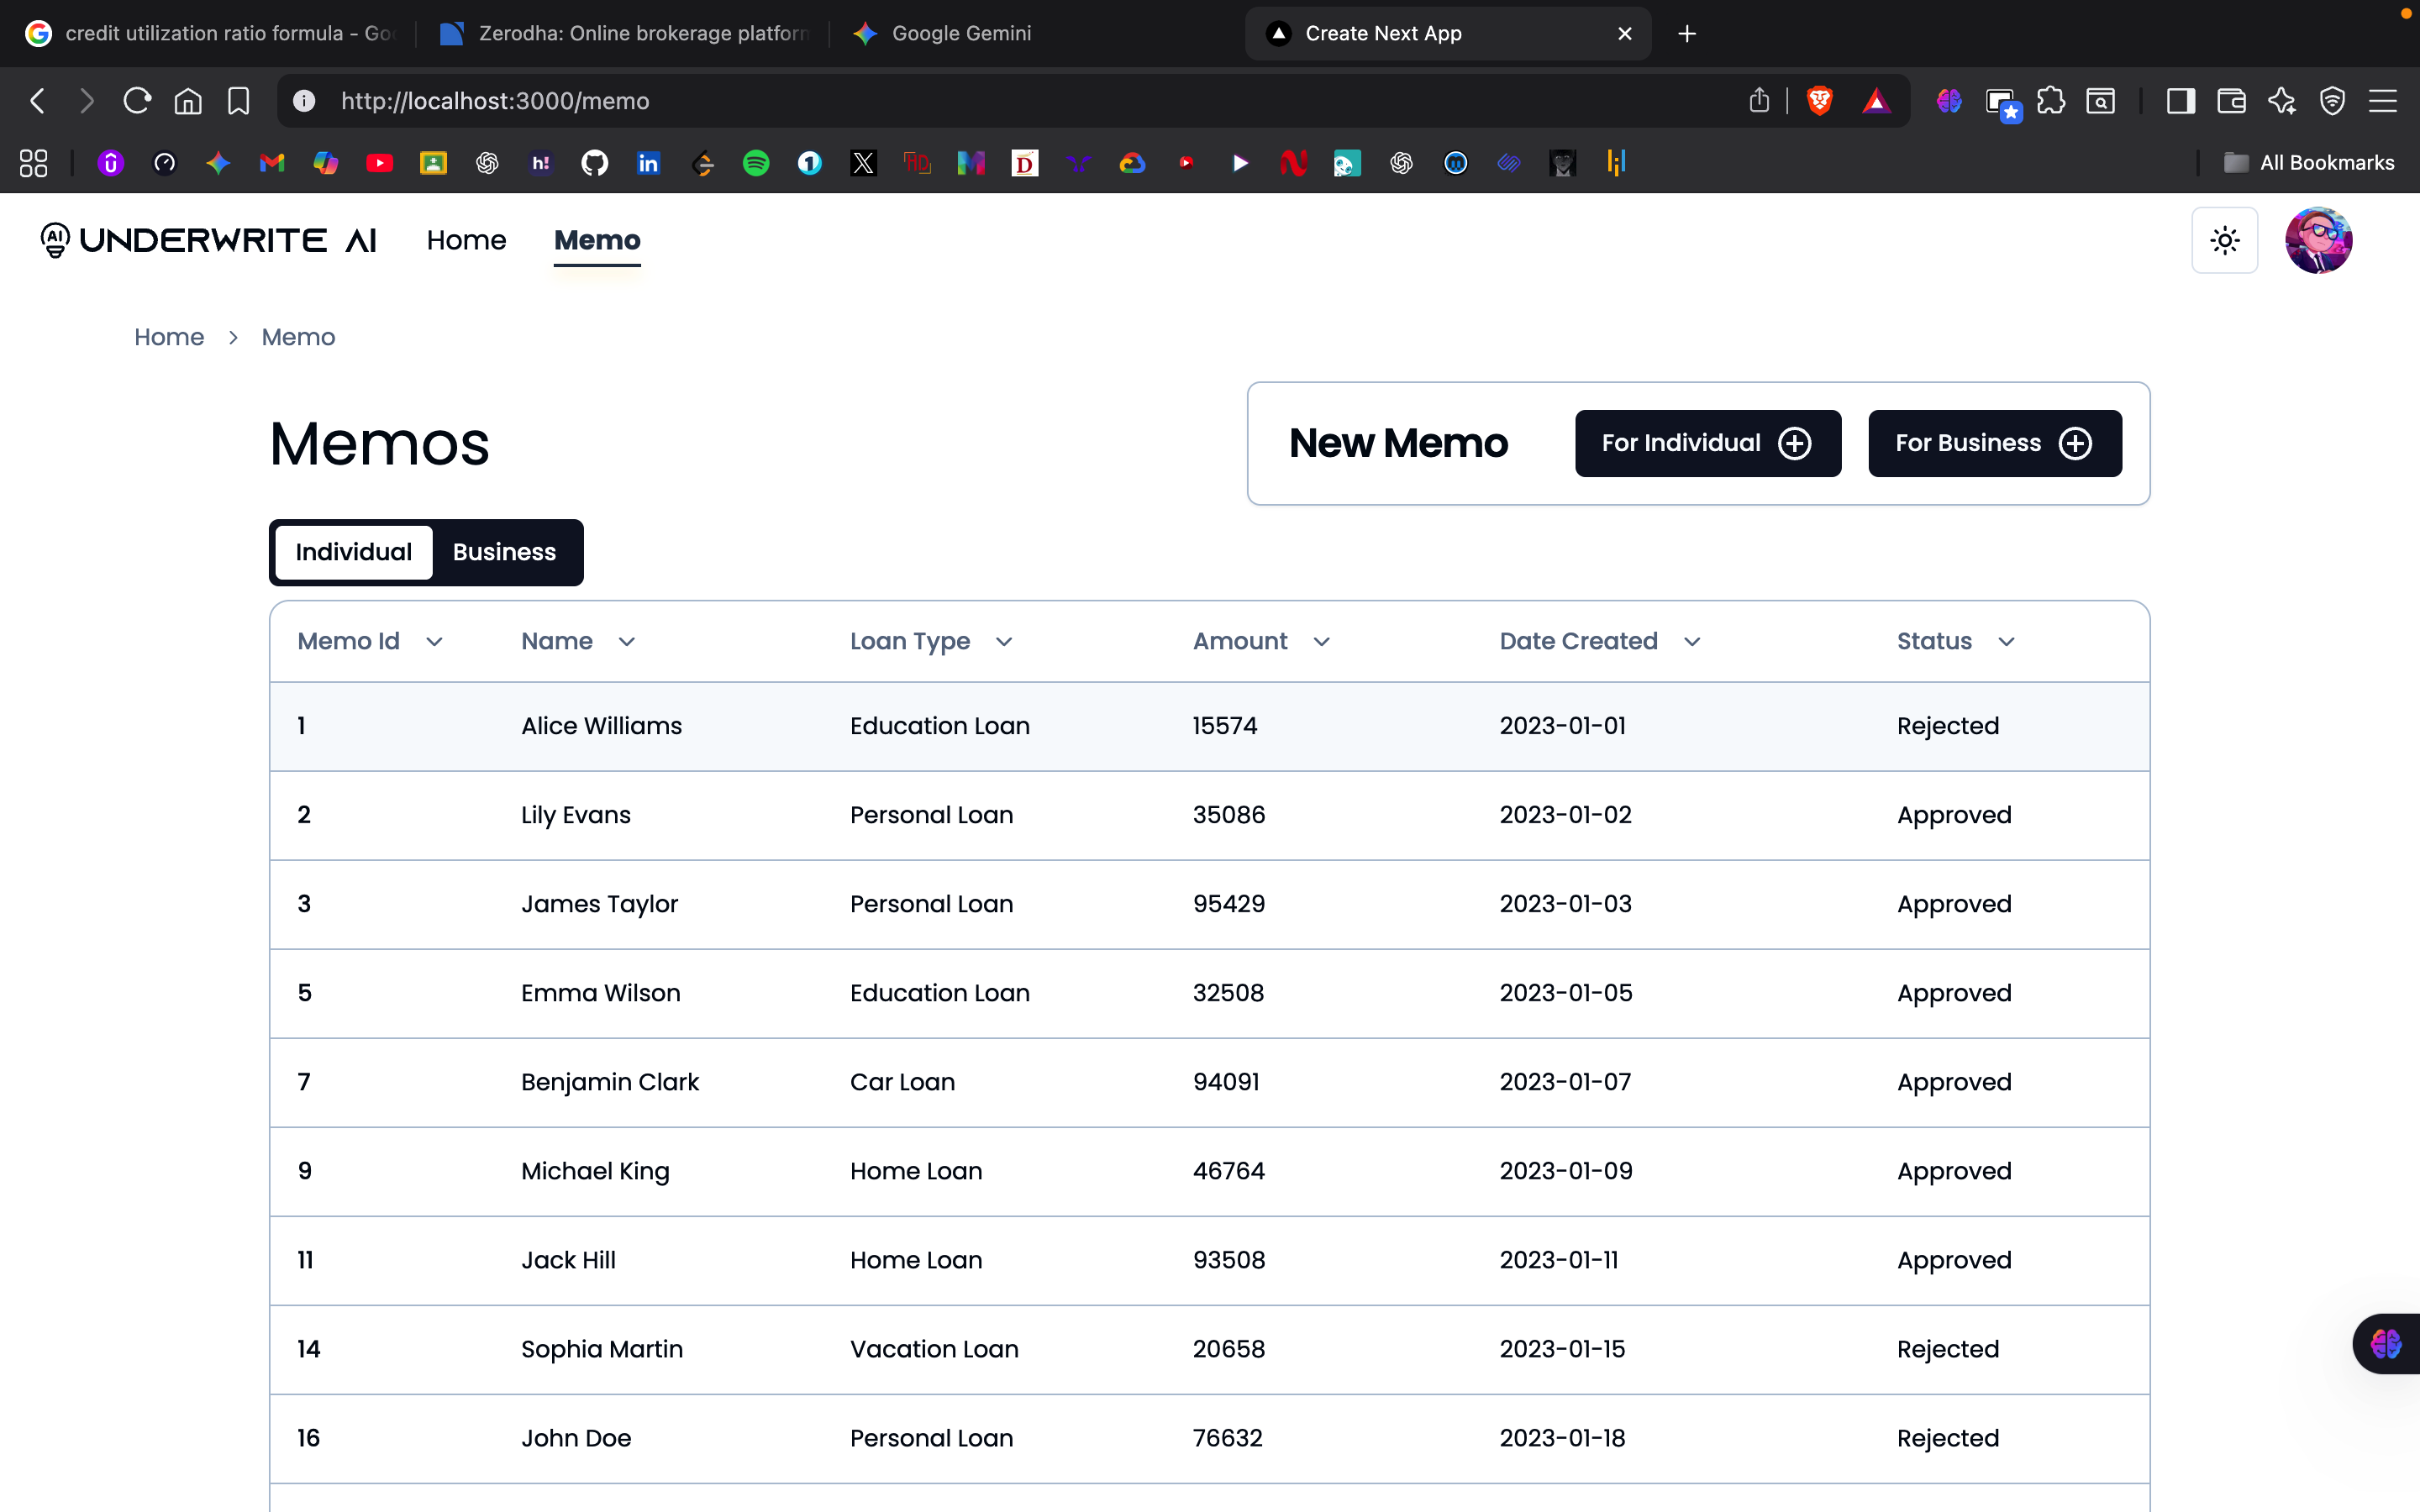 credit utilization ratio formula - Goo
Zerodha: Online brokerage platform
Google Gemini
Create Next App
http://localhost:3000/memo
All Bookmarks
AI UNDERWRITE AI
Home
Memo
Home > Memo
Memos
New Memo
For Individual
For Business
Individual
Business
Memo Id Name Loan Type Amount Date Created Status
1 Alice Williams Education Loan 15574 2023-01-01 Rejected
2 Lily Evans Personal Loan 35086 2023-01-02 Approved
3 James Taylor Personal Loan 95429 2023-01-03 Approved
5 Emma Wilson Education Loan 32508 2023-01-05 Approved
7 Benjamin Clark Car Loan 94091 2023-01-07 Approved
9 Michael King Home Loan 46764 2023-01-09 Approved
11 Jack Hill Home Loan 93508 2023-01-11 Approved
14 Sophia Martin Vacation Loan 20658 2023-01-15 Rejected
16 John Doe Personal Loan 76632 2023-01-18 Rejected